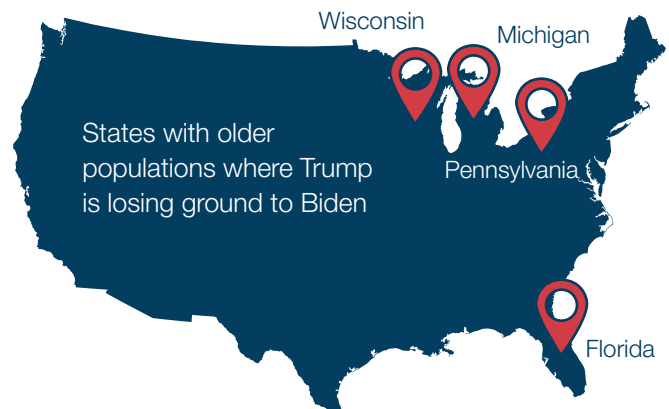 Wisconsin
Michigan
States with older
populations where Trump
is losing ground to Biden
Pennsylvania
Florida